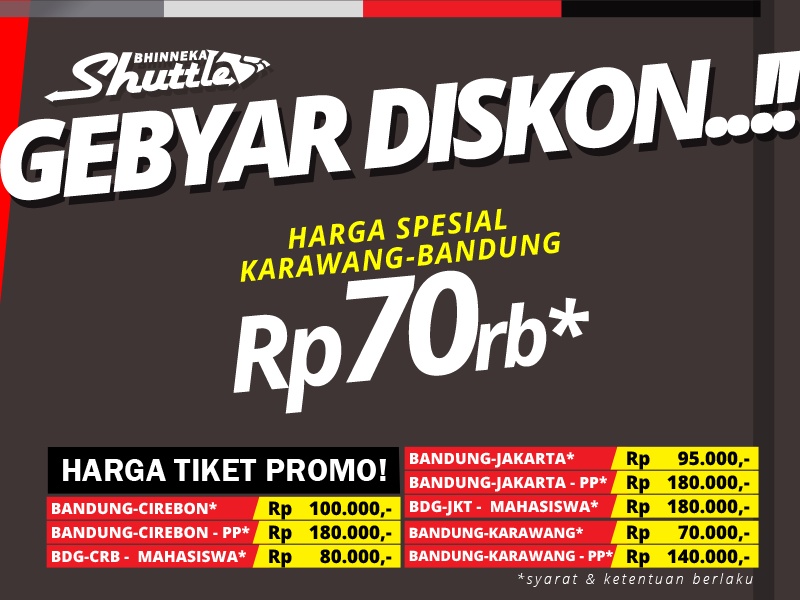 BHINNEKA
Shuttle
GEBYAR DISKON..!!
HARGA SPESIAL
KARAWANG-BANDUNG
Rp70rb*
HARGA TIKET PROMO!
BANDUNG-CIREBON* Rp 100.000,-
BANDUNG-CIREBON - PP* Rp 180.000,-
BDG-CRB - MAHASISWA* Rp 80.000,-
BANDUNG-JAKARTA* Rp 95.000,-
BANDUNG-JAKARTA - PP* Rp 180.000,-
BDG-JKT - MAHASISWA* Rp 180.000,-
BANDUNG-KARAWANG* Rp 70.000,-
BANDUNG-KARAWANG - PP* Rp 140.000,-
*syarat & ketentuan berlaku